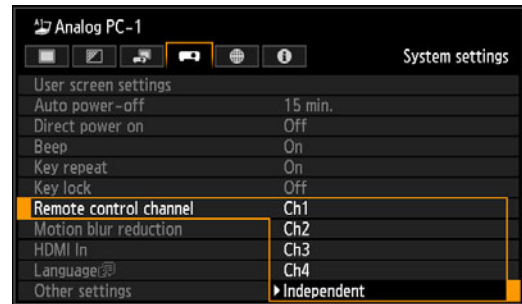 Analog PC-1
System settings
User screen settings
Auto power-off 15 min.
Direct power on Off
Beep On
Key repeat On
Key lock Off
Remote control channel Ch1
Motion blur reduction Ch2
HDMI In Ch3
Language Ch4
Other settings Independent